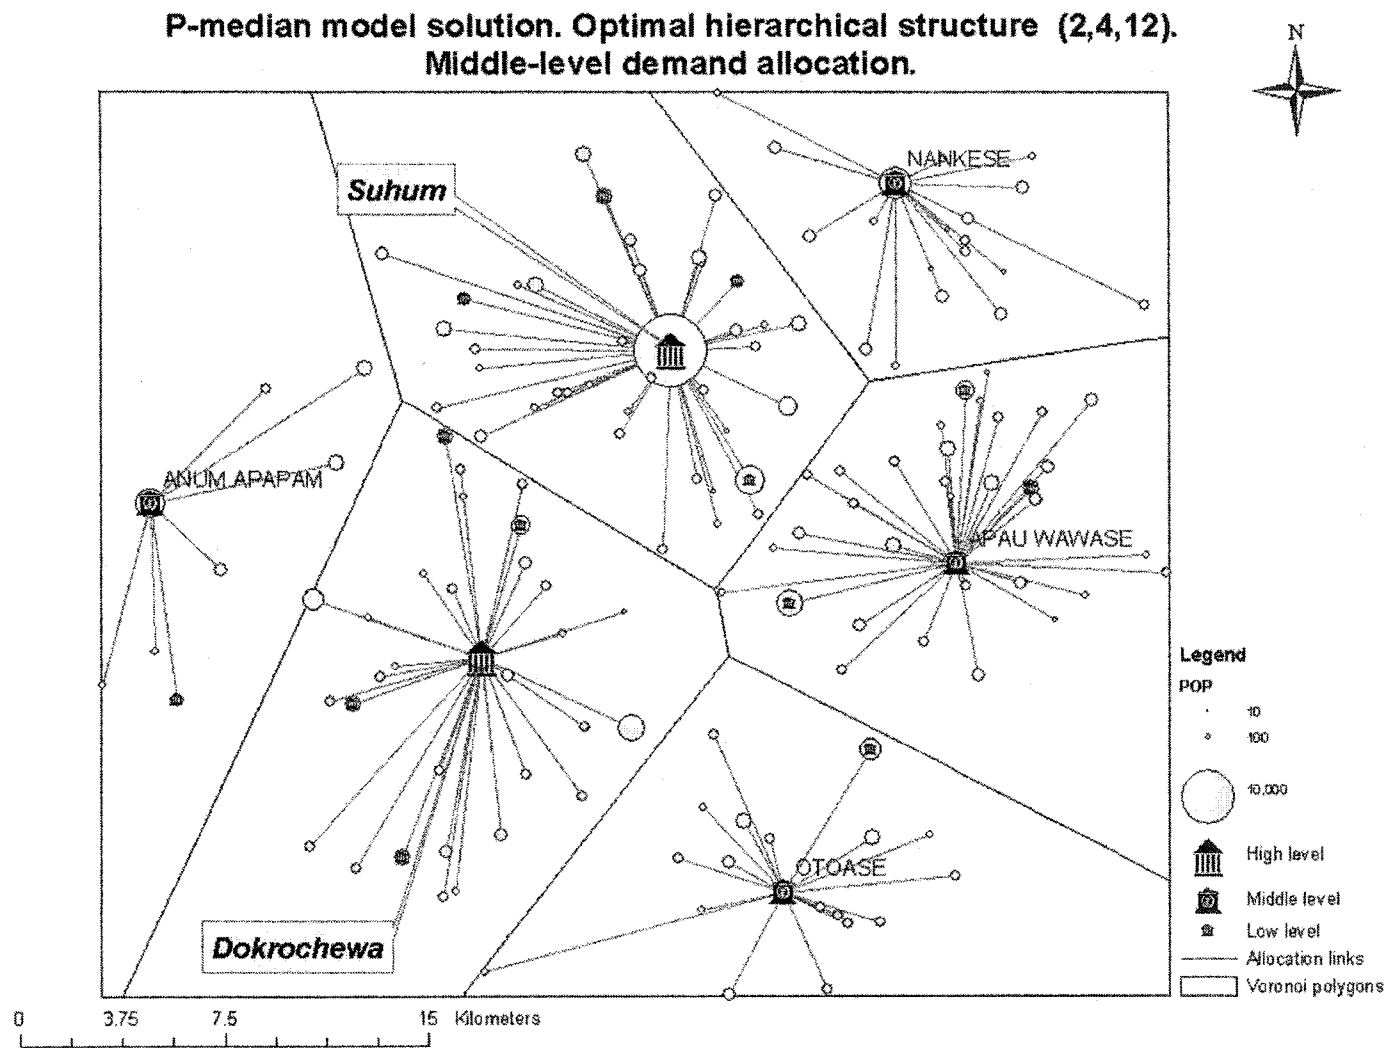 P-median model solution. Optimal hierarchical structure (2,4,12).
Middle-level demand allocation.
N
NANKESE
Suhum
ANUM APAPAM
APAU WAWASE
OTOASE
Dokrochewa
Legend
POP
10
100
10,000
High level
Middle level
Low level
Allocation links
Voronoi polygons
0 3.75 7.5 15 Kilometers